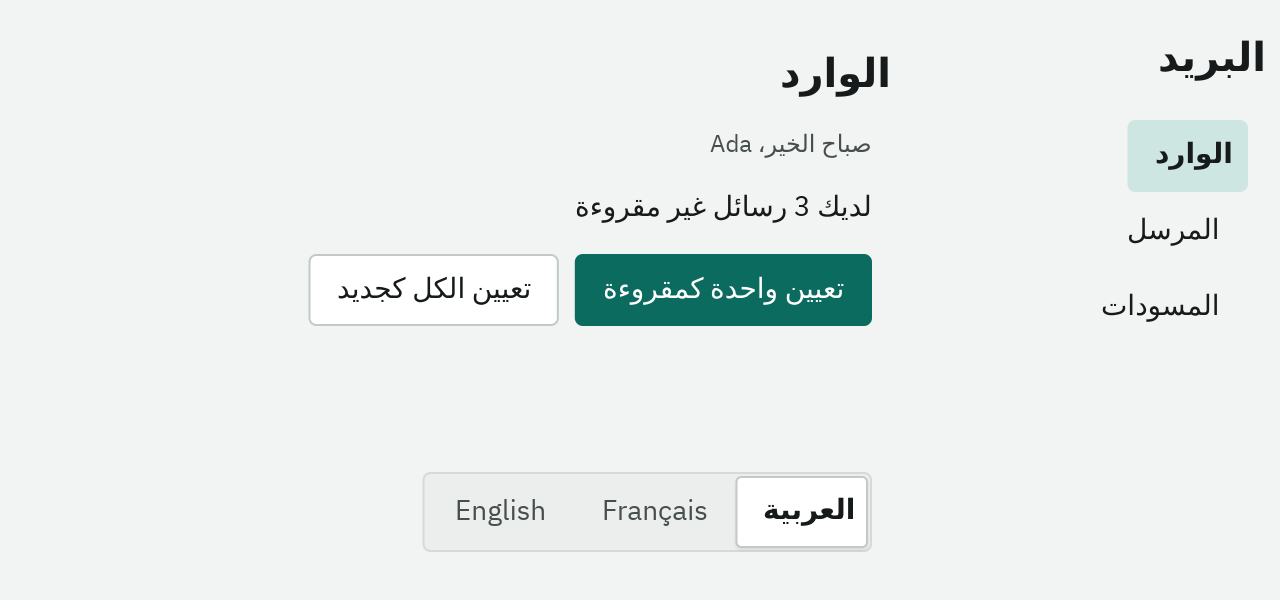 البريد
الوارد
المرسل
المسودات
الوارد
صباح الخير، Ada
لديك 3 رسائل غير مقروءة
تعيين واحدة كمقروءة
تعيين الكل كجديد
العربية
Français
English